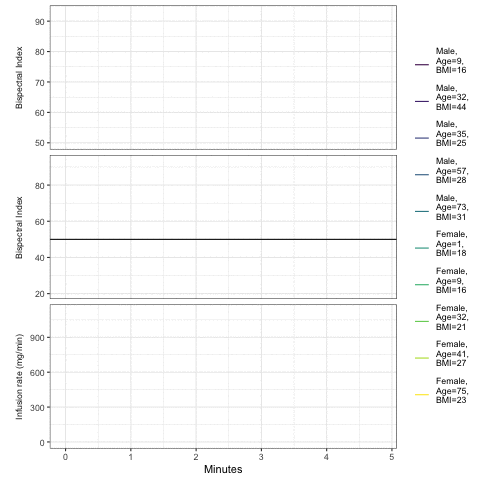 Bispectral Index
90
80
70
60
50
Bispectral Index
80
60
40
20
Infusion rate (mg/min)
900
600
300
0
0
1
2
3
4
5
Minutes
Male,
Age=9,
BMI=16
Male,
Age=32,
BMI=44
Male,
Age=35,
BMI=25
Male,
Age=57,
BMI=28
Male,
Age=73,
BMI=31
Female,
Age=1,
BMI=18
Female,
Age=9,
BMI=16
Female,
Age=32,
BMI=21
Female,
Age=41,
BMI=27
Female,
Age=75,
BMI=23